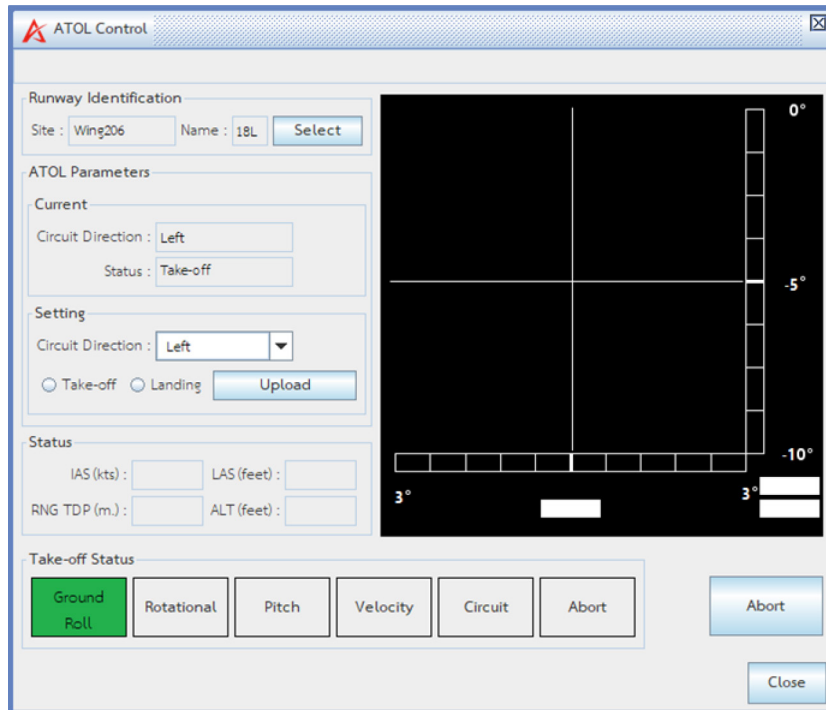 ATOL Control
Runway Identification
Site : Wing206 Name : 18L Select
ATOL Parameters
Current
Circuit Direction : Left
Status : Take-off
Setting
Circuit Direction : Left
Take-off Landing Upload
Status
IAS (kts) : LAS (feet) :
RNG TDP (m.) : ALT (feet) :
0°
-5°
-10°
3° 3°
Take-off Status
Ground Roll Rotational Pitch Velocity Circuit Abort Abort
Close